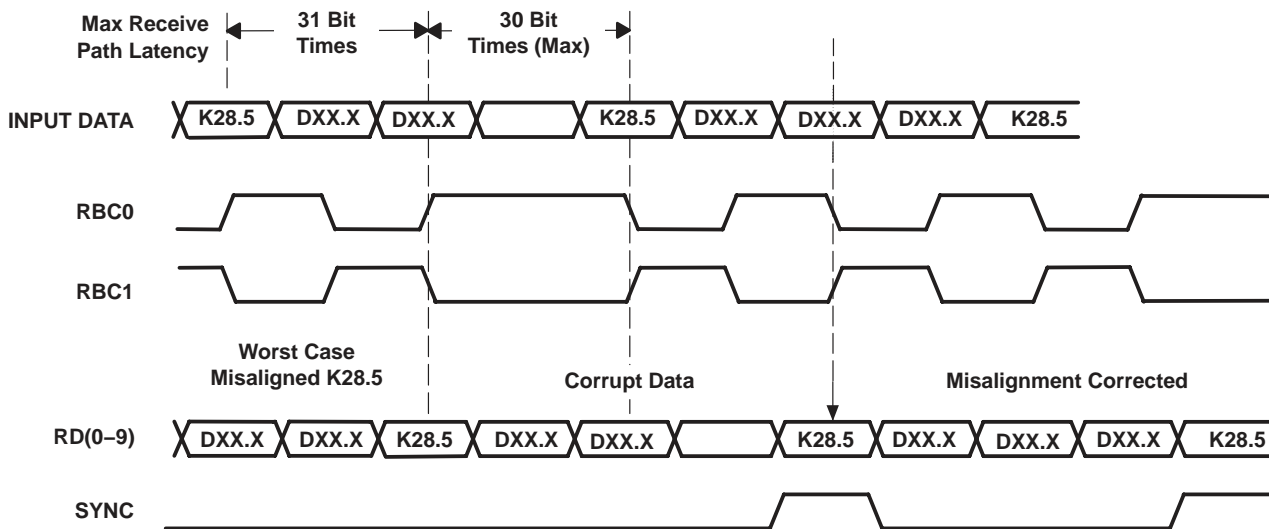 Max Receive
Path Latency
31 Bit
Times
30 Bit
Times (Max)
INPUT DATA
K28.5 DXX.X DXX.X K28.5 DXX.X DXX.X DXX.X K28.5
RBC0
RBC1
Worst Case
Misaligned K28.5
Corrupt Data
Misalignment Corrected
RD(0–9)
DXX.X DXX.X K28.5 DXX.X DXX.X K28.5 DXX.X DXX.X DXX.X K28.5
SYNC